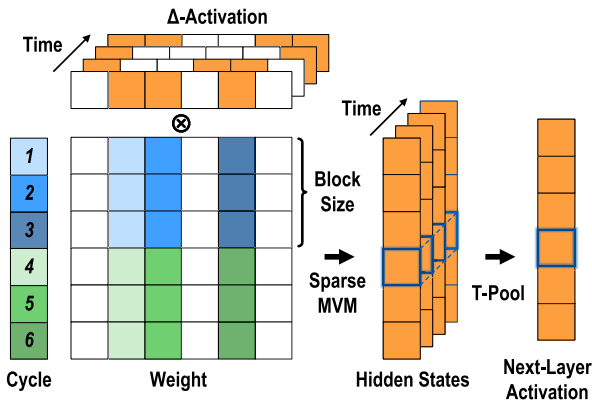 Δ-Activation
Time
⊗
1
2
3
4
5
6
Block
Size
Time
Sparse
MVM
T-Pool
Cycle
Weight
Hidden States
Next-Layer
Activation